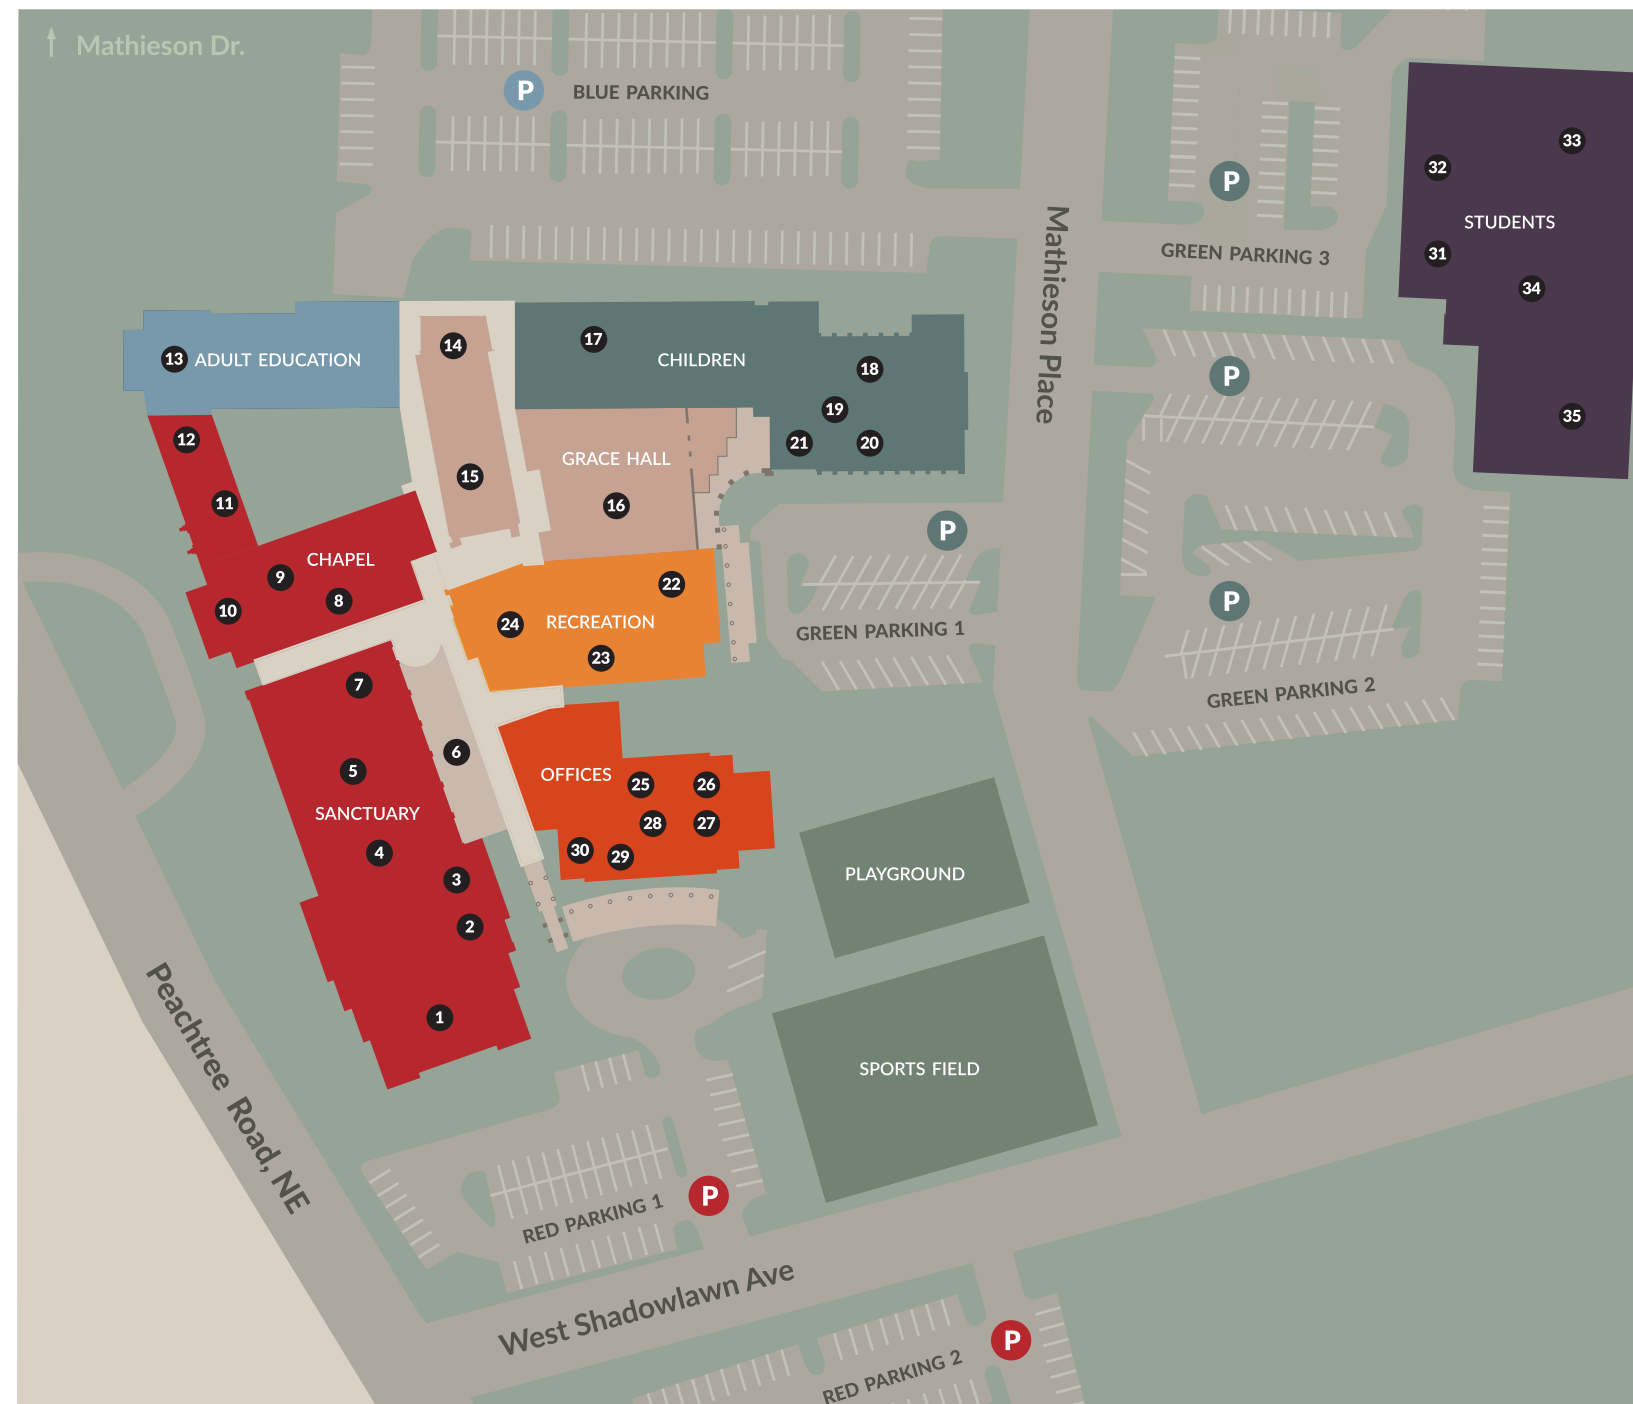 Mathieson Dr.
P
BLUE PARKING
33
32
P
STUDENTS
Mathieson Place
GREEN PARKING 3
31
34
17
14
13
ADULT EDUCATION
CHILDREN
18
P
19
35
12
21
20
GRACE HALL
15
11
16
P
CHAPEL
9
22
8
10
P
24
RECREATION
GREEN PARKING 1
23
7
GREEN PARKING 2
6
5
OFFICES
25
26
SANCTUARY
28
27
4
30
29
PLAYGROUND
3
2
1
Peachtree Road, NE
SPORTS FIELD
P
RED PARKING 1
West Shadowlawn Ave
P
RED PARKING 2